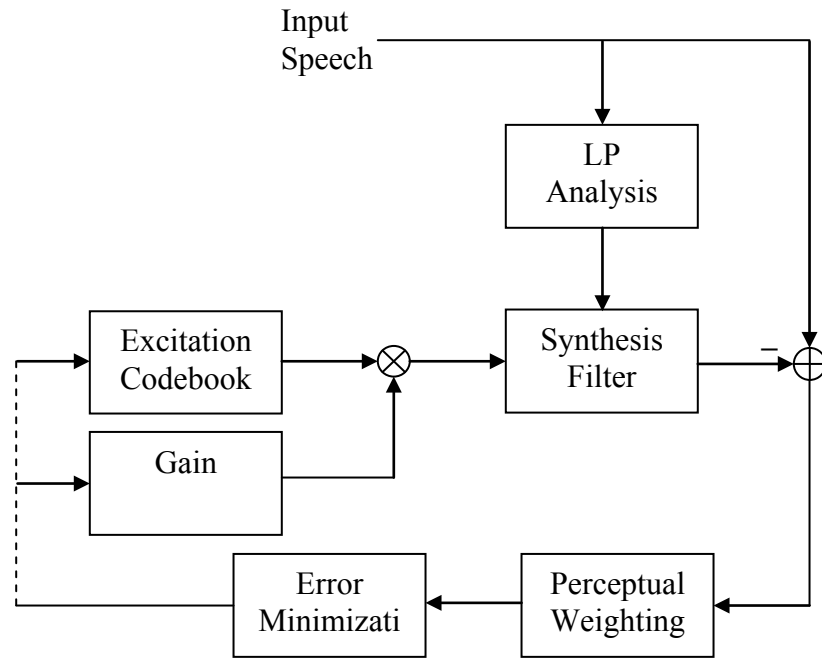 Input
Speech
LP
Analysis
Excitation
Codebook
Synthesis
Filter
Gain
Error
Minimizati
Perceptual
Weighting